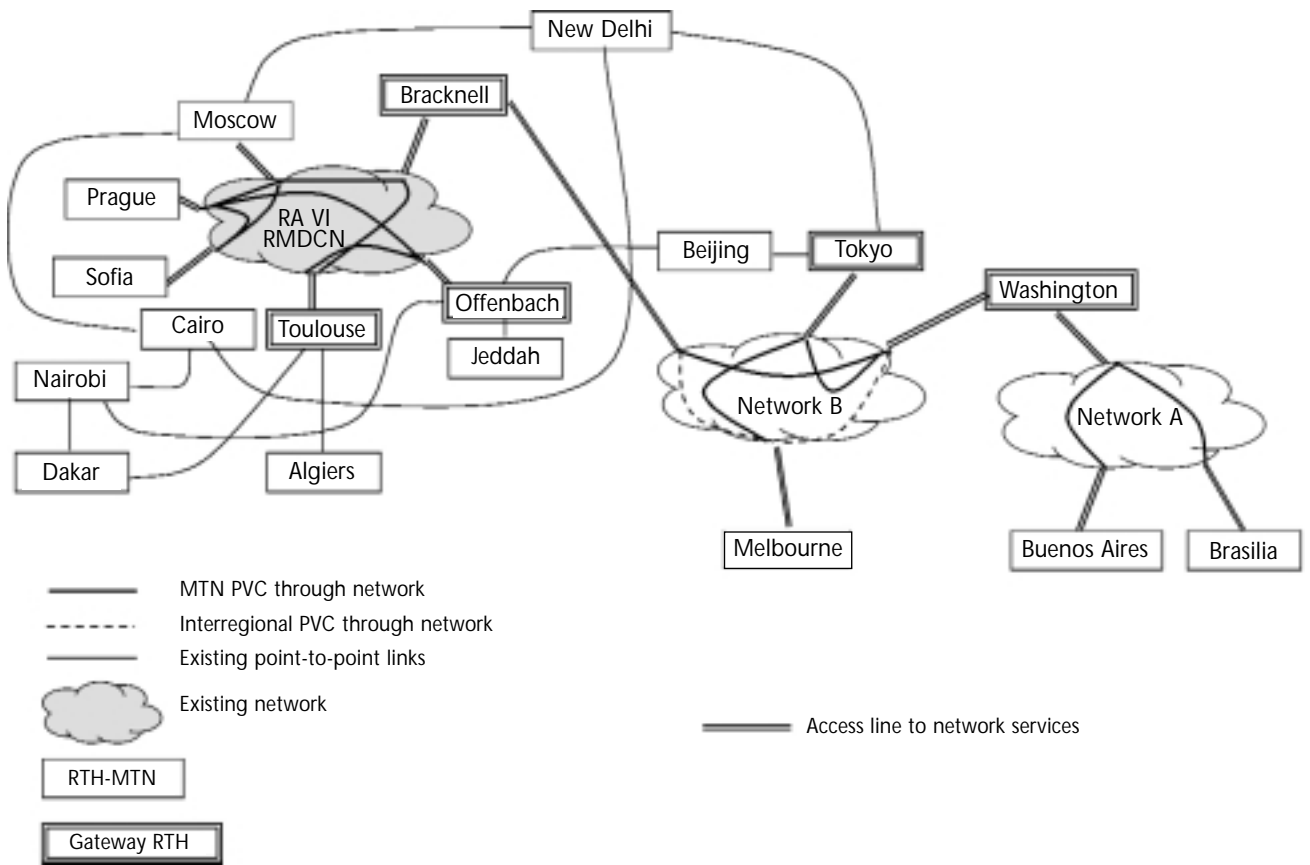 New Delhi
Bracknell
Moscow
Prague
RA VI
RMDCN
Beijing
Tokyo
Sofia
Washington
Offenbach
Cairo
Toulouse
Jeddah
Nairobi
Network B
Network A
Dakar
Algiers
Melbourne
Buenos Aires
Brasilia
MTN PVC through network
Interregional PVC through network
Existing point-to-point links
Existing network
Access line to network services
RTH-MTN
Gateway RTH